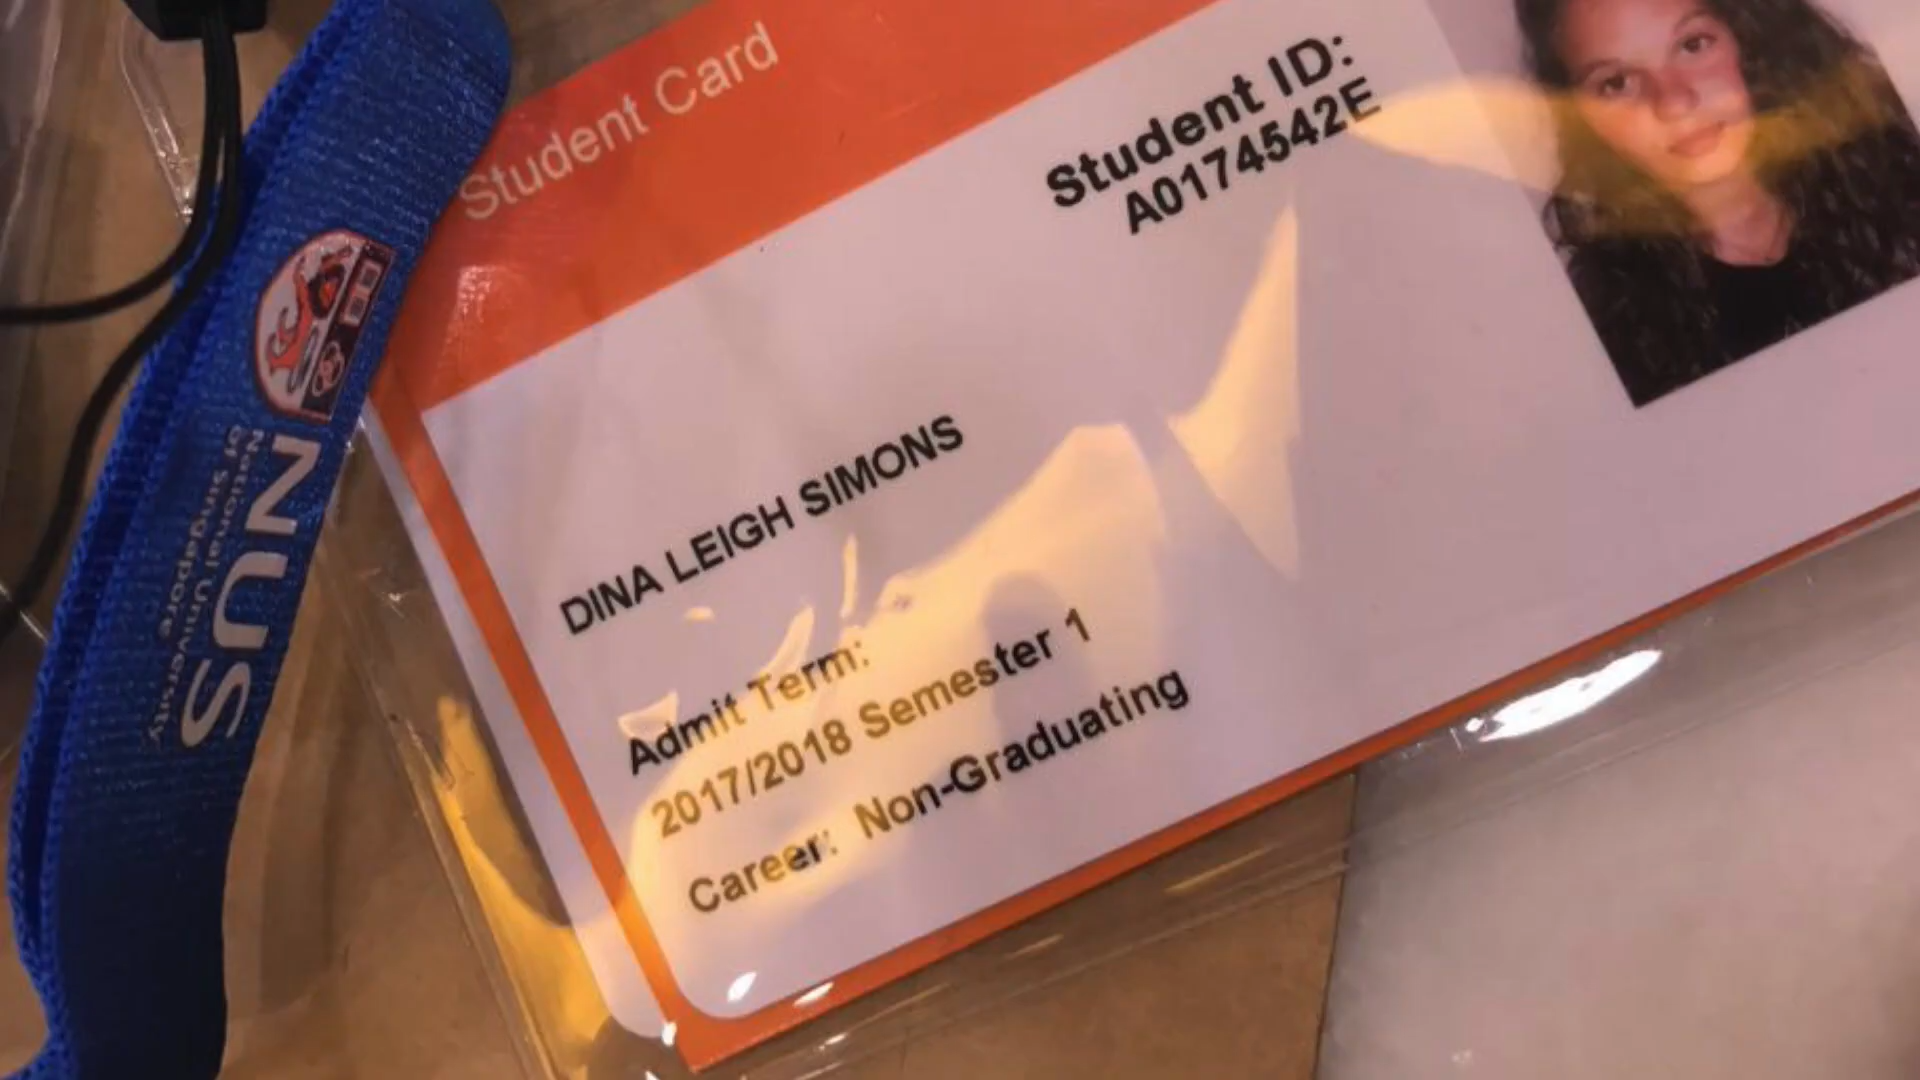 Student Card
Student ID:
A0174542E
DINA LEIGH SIMONS
Admit Term:
2017/2018 Semester 1
Career: Non-Graduating
NUS
National University
of Singapore